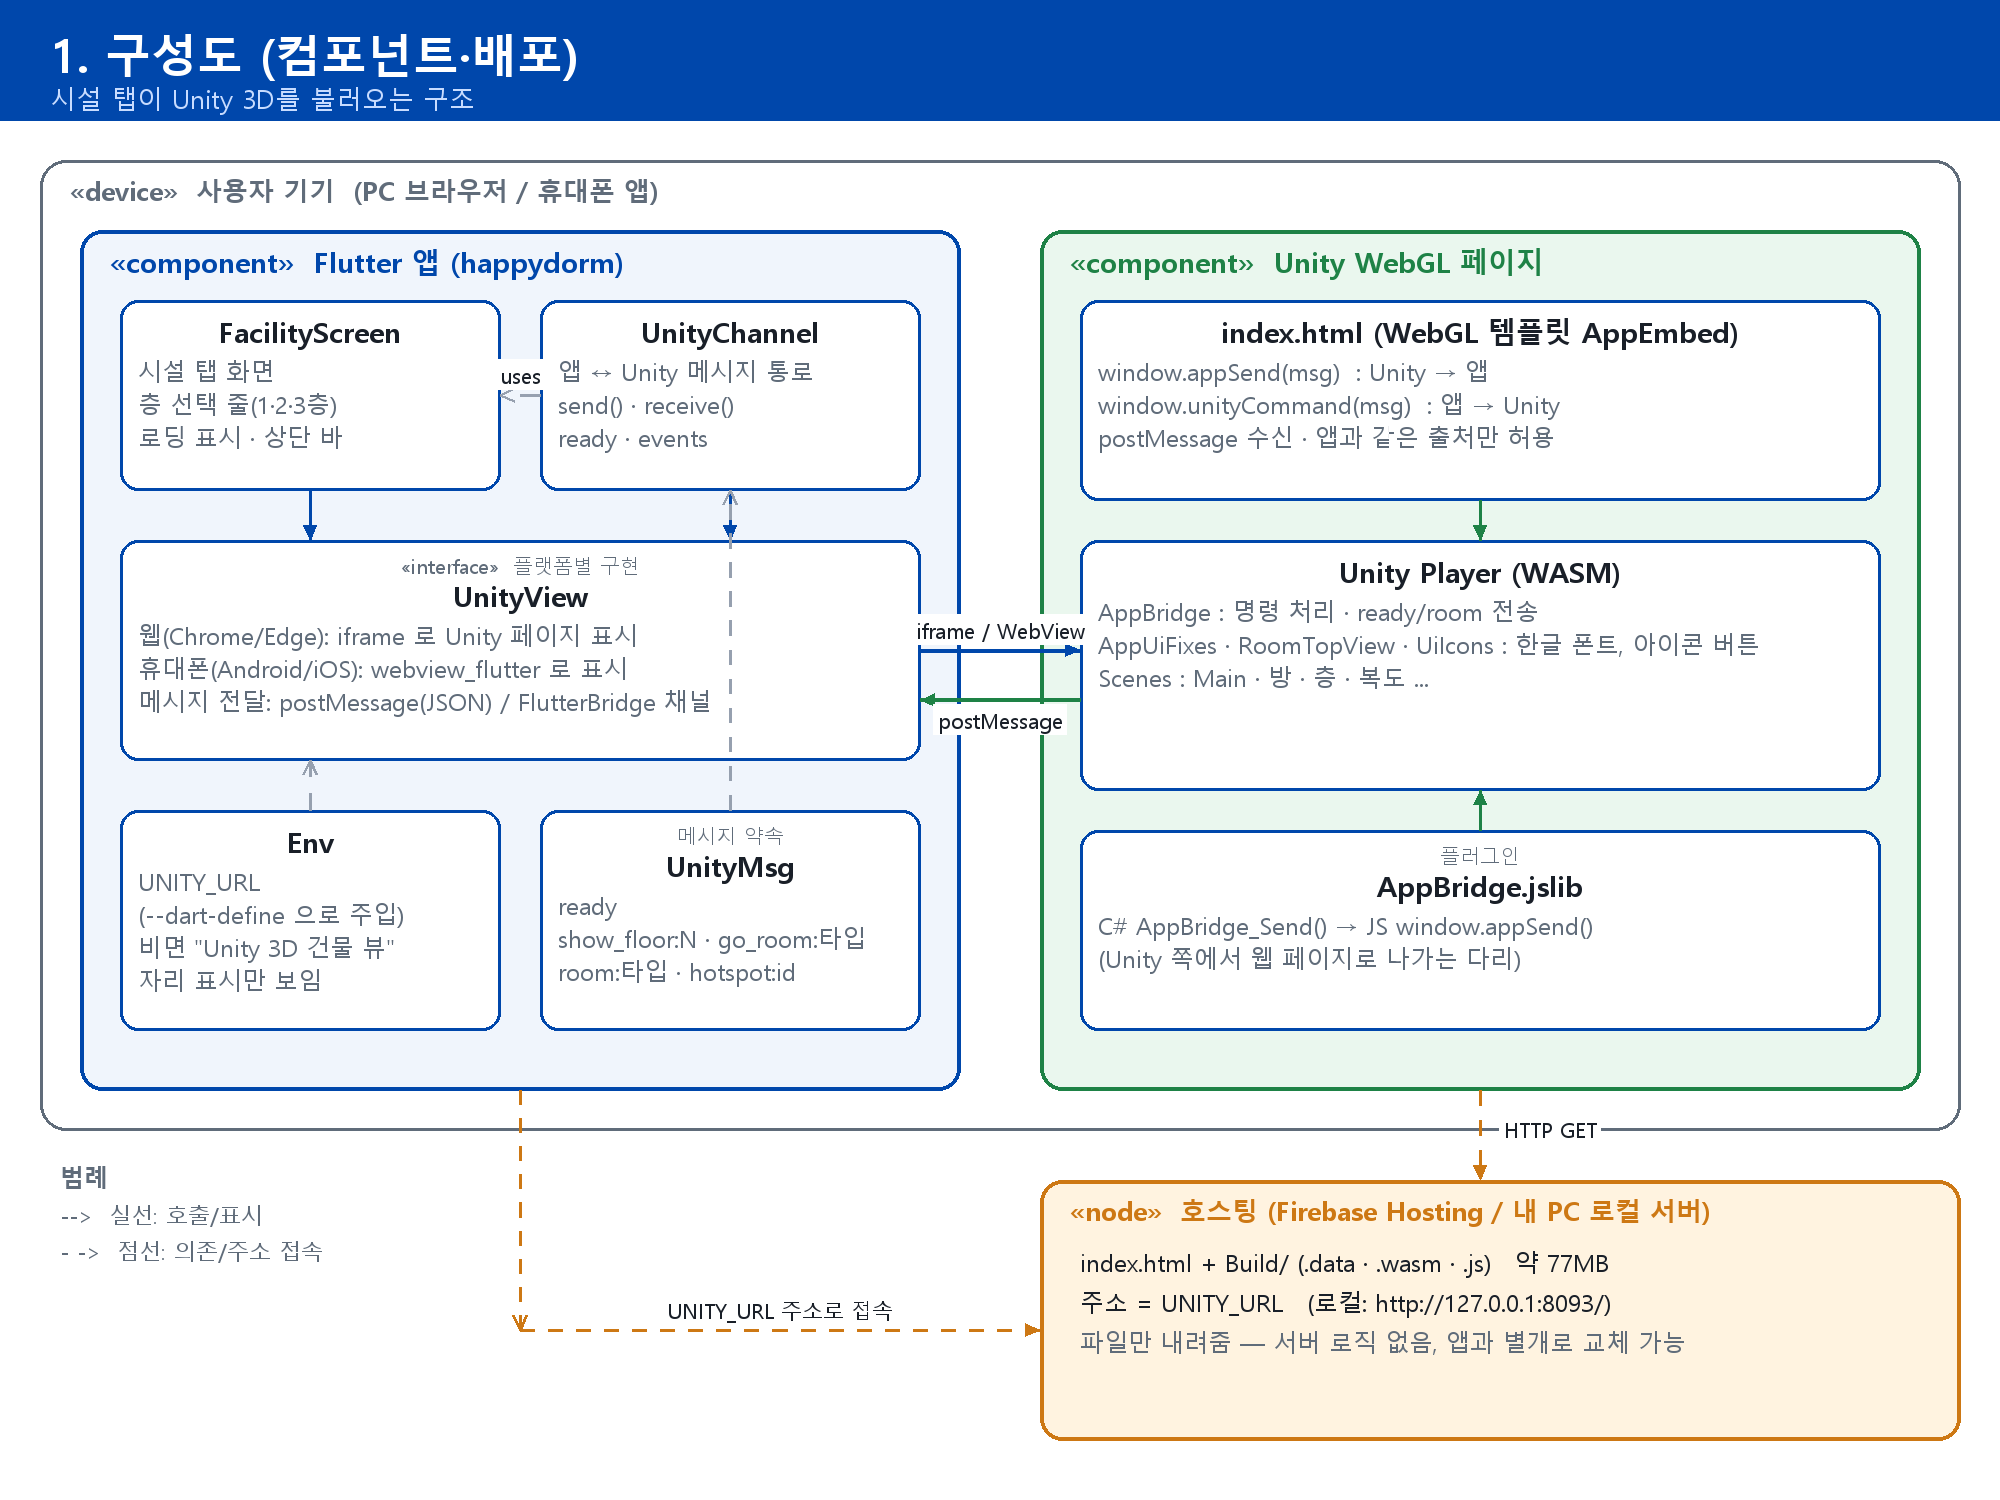 1. 구성도 (컴포넌트·배포)
시설 탭이 Unity 3D를 불러오는 구조
«device» 사용자 기기 (PC 브라우저 / 휴대폰 앱)
«component» Flutter 앱 (happydorm)
FacilityScreen
시설 탭 화면
층 선택 줄(1·2·3층)
로딩 표시 · 상단 바
uses
UnityChannel
앱 ↔ Unity 메시지 통로
send() · receive()
ready · events
«interface» 플랫폼별 구현
UnityView
웹(Chrome/Edge): iframe 로 Unity 페이지 표시
휴대폰(Android/iOS): webview_flutter 로 표시
메시지 전달: postMessage(JSON) / FlutterBridge 채널
Env
UNITY_URL
(--dart-define 으로 주입)
비면 "Unity 3D 건물 뷰"
자리 표시만 보임
메시지 약속
UnityMsg
ready
show_floor:N · go_room:타입
room:타입 · hotspot:id
iframe / WebView
postMessage
«component» Unity WebGL 페이지
index.html (WebGL 템플릿 AppEmbed)
window.appSend(msg) : Unity → 앱
window.unityCommand(msg) : 앱 → Unity
postMessage 수신 · 앱과 같은 출처만 허용
Unity Player (WASM)
AppBridge : 명령 처리 · ready/room 전송
AppUiFixes · RoomTopView · UiIcons : 한글 폰트, 아이콘 버튼
Scenes : Main · 방 · 층 · 복도 ...
플러그인
AppBridge.jslib
C# AppBridge_Send() → JS window.appSend()
(Unity 쪽에서 웹 페이지로 나가는 다리)
HTTP GET
범례
--> 실선: 호출/표시
- -> 점선: 의존/주소 접속
UNITY_URL 주소로 접속
«node» 호스팅 (Firebase Hosting / 내 PC 로컬 서버)
index.html + Build/ (.data · .wasm · .js) 약 77MB
주소 = UNITY_URL (로컬: http://127.0.0.1:8093/)
파일만 내려줌 — 서버 로직 없음, 앱과 별개로 교체 가능